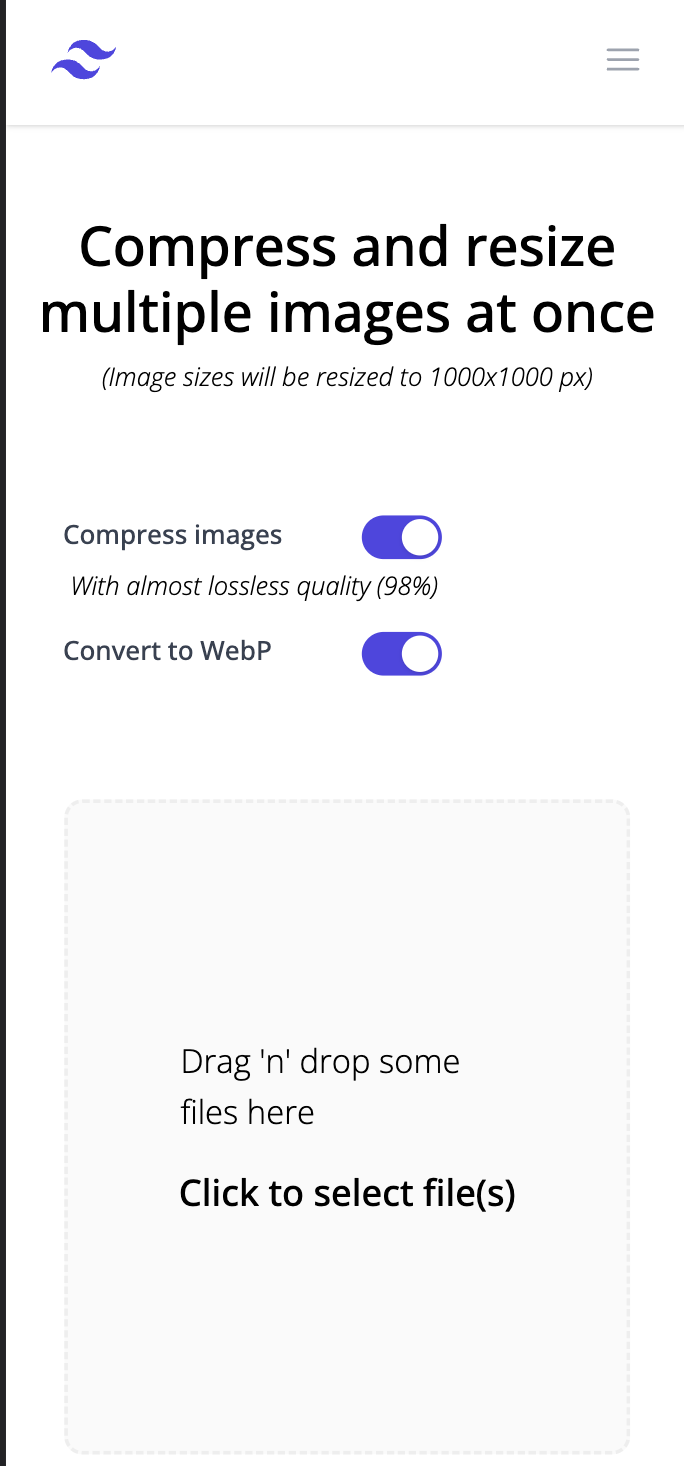 Compress and resize
multiple images at once
(Image sizes will be resized to 1000x1000 px)
Compress images
With almost lossless quality (98%)
Convert to WebP
Drag 'n' drop some
files here
Click to select file(s)